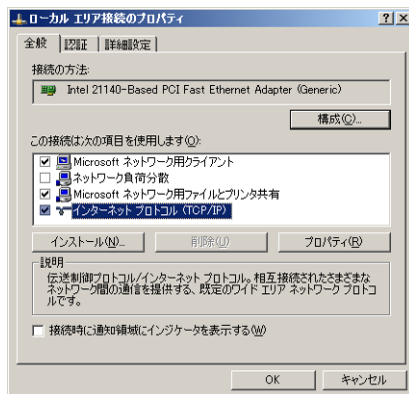 ローカル エリア接続のプロパティ
全般 認証 詳細設定
接続の方法:
Intel 21140-Based PCI Fast Ethernet Adapter (Generic)
構成(C)...
この接続は次の項目を使用します(O):
Microsoft ネットワーク用クライアント
ネットワーク負荷分散
Microsoft ネットワーク用ファイルとプリンタ共有
インターネット プロトコル (TCP/IP)
インストール(N)... 削除(U) プロパティ(R)
説明
伝送制御プロトコル/インターネット プロトコル。相互接続されたさまざまな
ネットワーク間の通信を提供する、既定のワイド エリア ネットワーク プロトコ
ルです。
接続時に通知領域にインジケータを表示する(W)
OK キャンセル